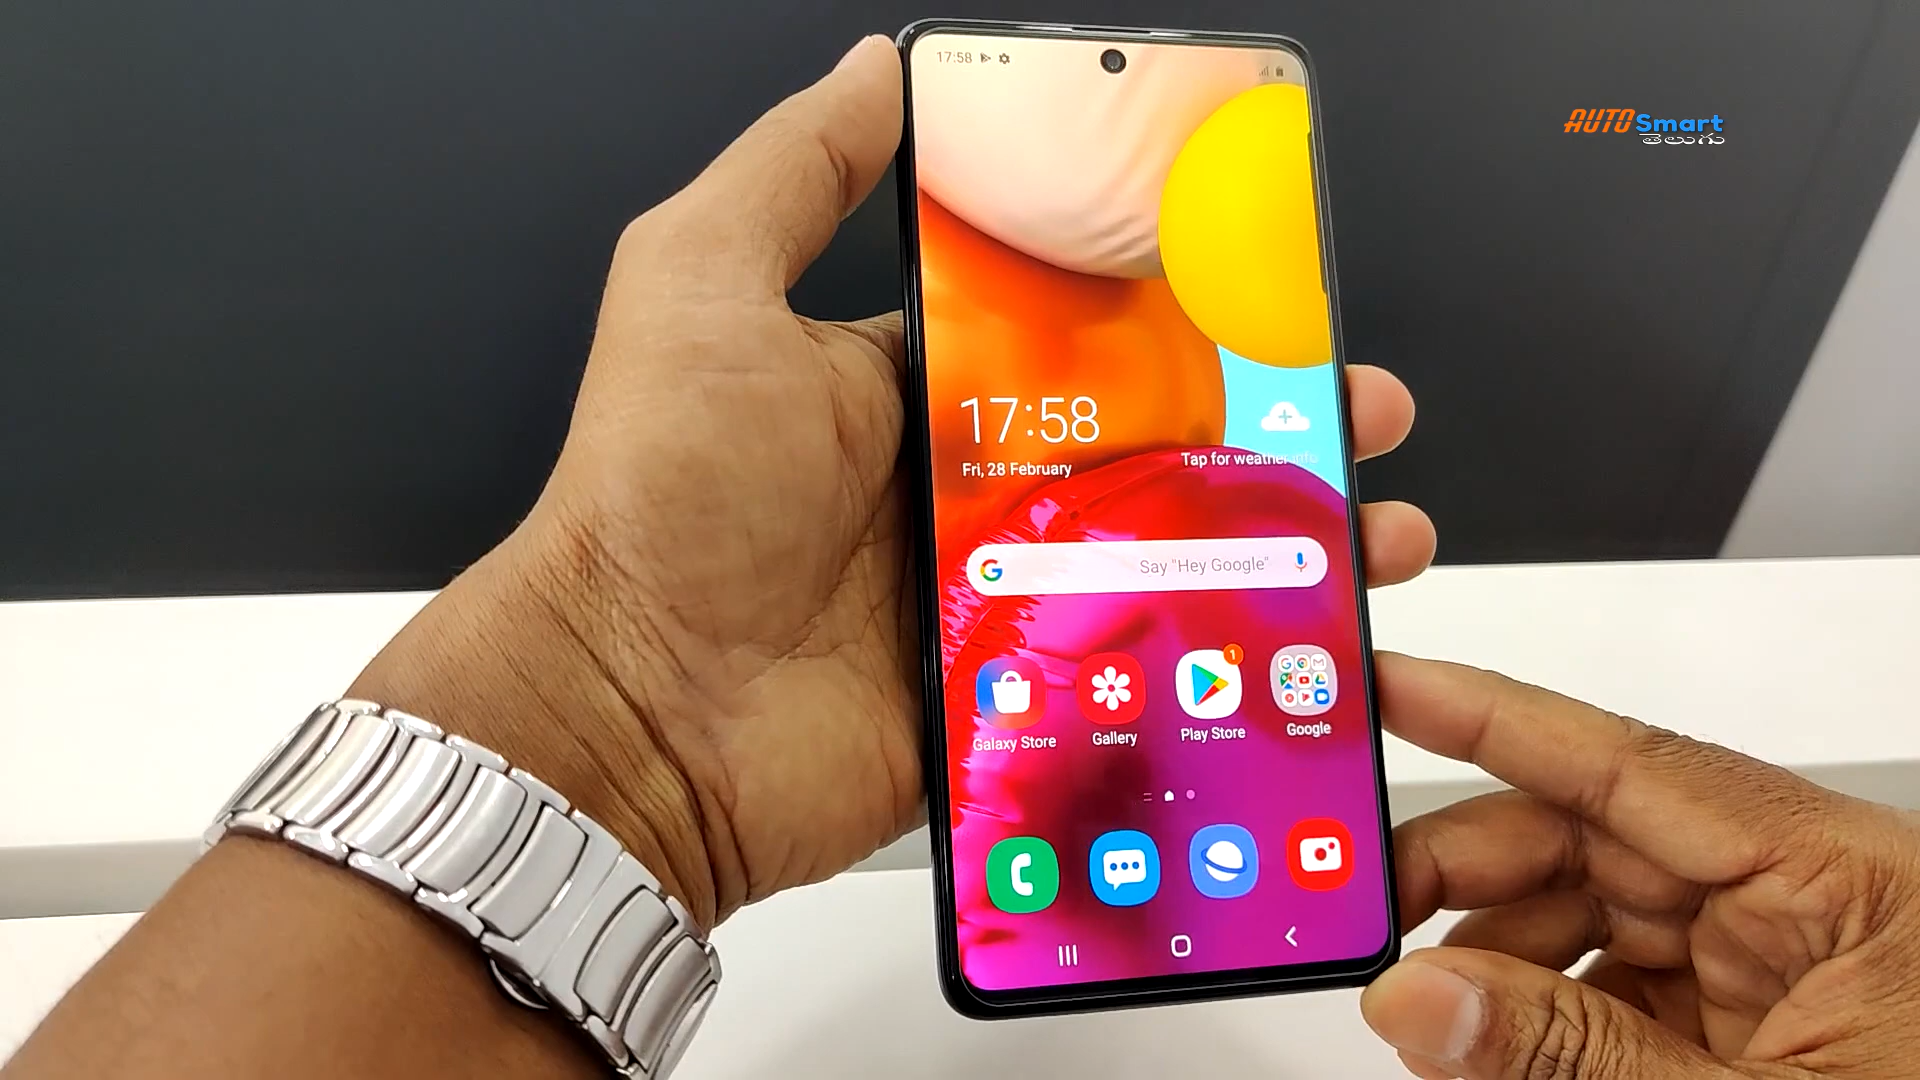 17:58
AUTO Smart
తెలుగు
17:58
Fri, 28 February
Tap for weather info
Say "Hey Google"
1
Galaxy Store
Gallery
Play Store
Google